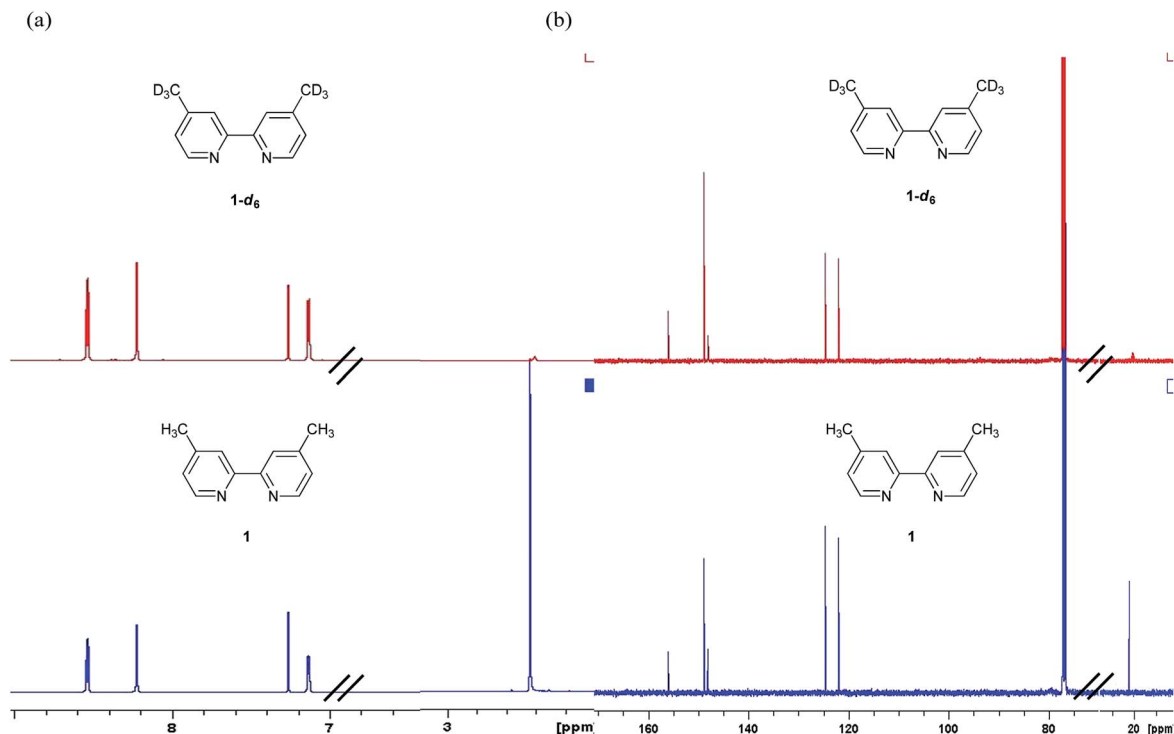 (a)
(b)
D₃C CD₃
N N
1-d₆
D₃C CD₃
N N
1-d₆
H₃C CH₃
N N
1
H₃C CH₃
N N
1
8 7 3 [ppm]
160 140 120 100 80 20 [ppm]